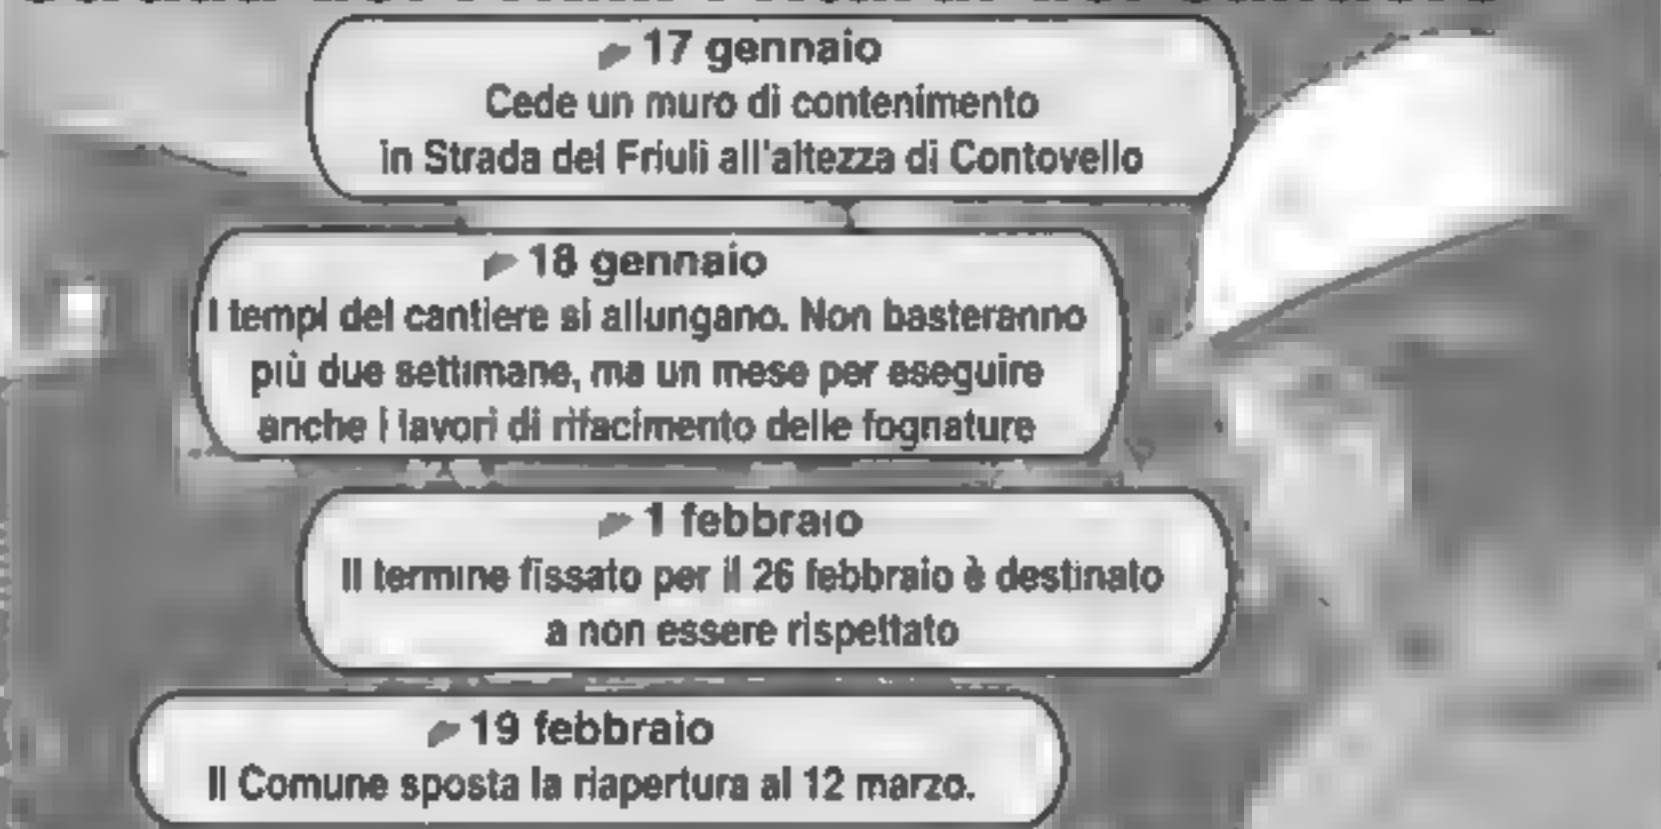 17 gennaio
Cede un muro di contenimento
in Strada del Friuli all'altezza di Contovello
18 gennaio
I tempi del cantiere si allungano. Non basteranno
più due settimane, ma un mese per eseguire
anche i lavori di rifacimento delle fognature
1 febbraio
Il termine fissato per il 26 febbraio è destinato
a non essere rispettato
19 febbraio
Il Comune sposta la riapertura al 12 marzo.